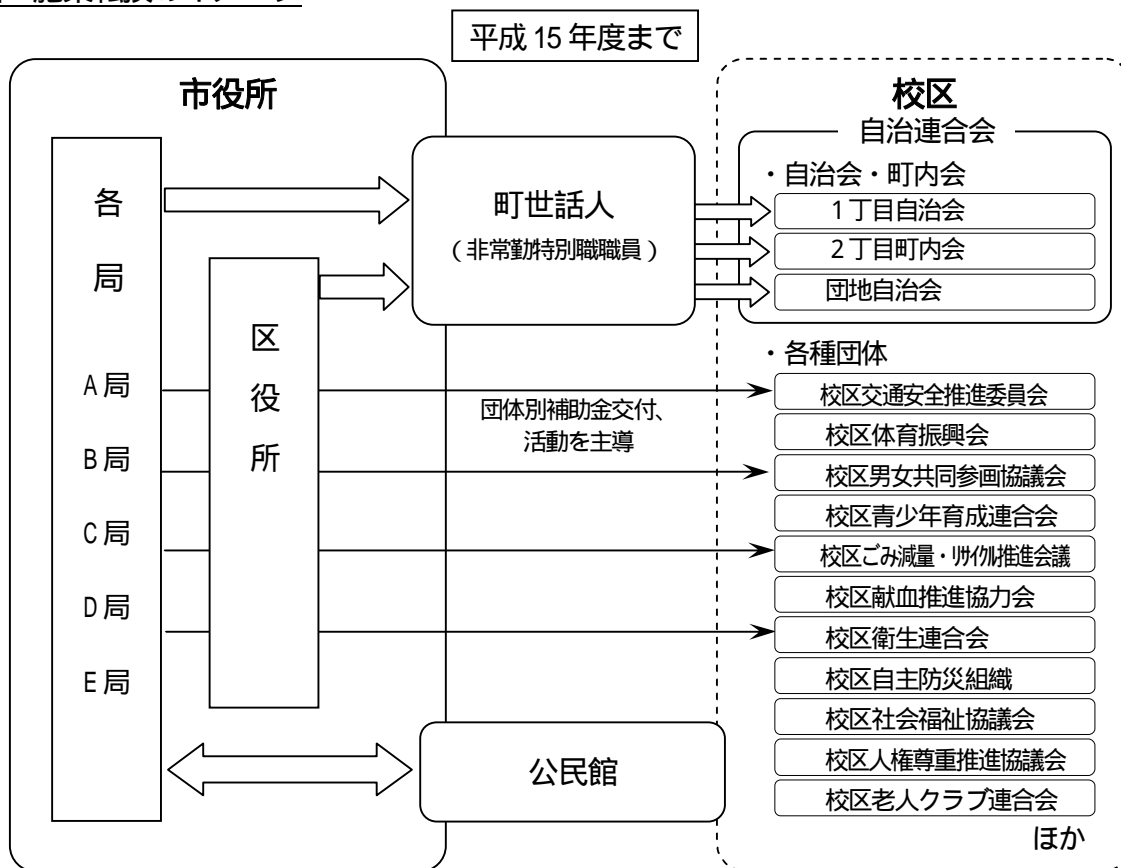 平成 15 年度まで
市役所
各
局
A局
B局
C局
D局
E局
区
役
所
町世話人
(非常勤特別職職員)
団体別補助金交付、
活動を主導
公民館
校区
自治連合会
・自治会・町内会
1丁目自治会
2丁目町内会
団地自治会
・各種団体
校区交通安全推進委員会
校区体育振興会
校区男女共同参画協議会
校区青少年育成連合会
校区ごみ減量・リサイクル推進会議
校区献血推進協力会
校区衛生連合会
校区自主防災組織
校区社会福祉協議会
校区人権尊重推進協議会
校区老人クラブ連合会
ほか